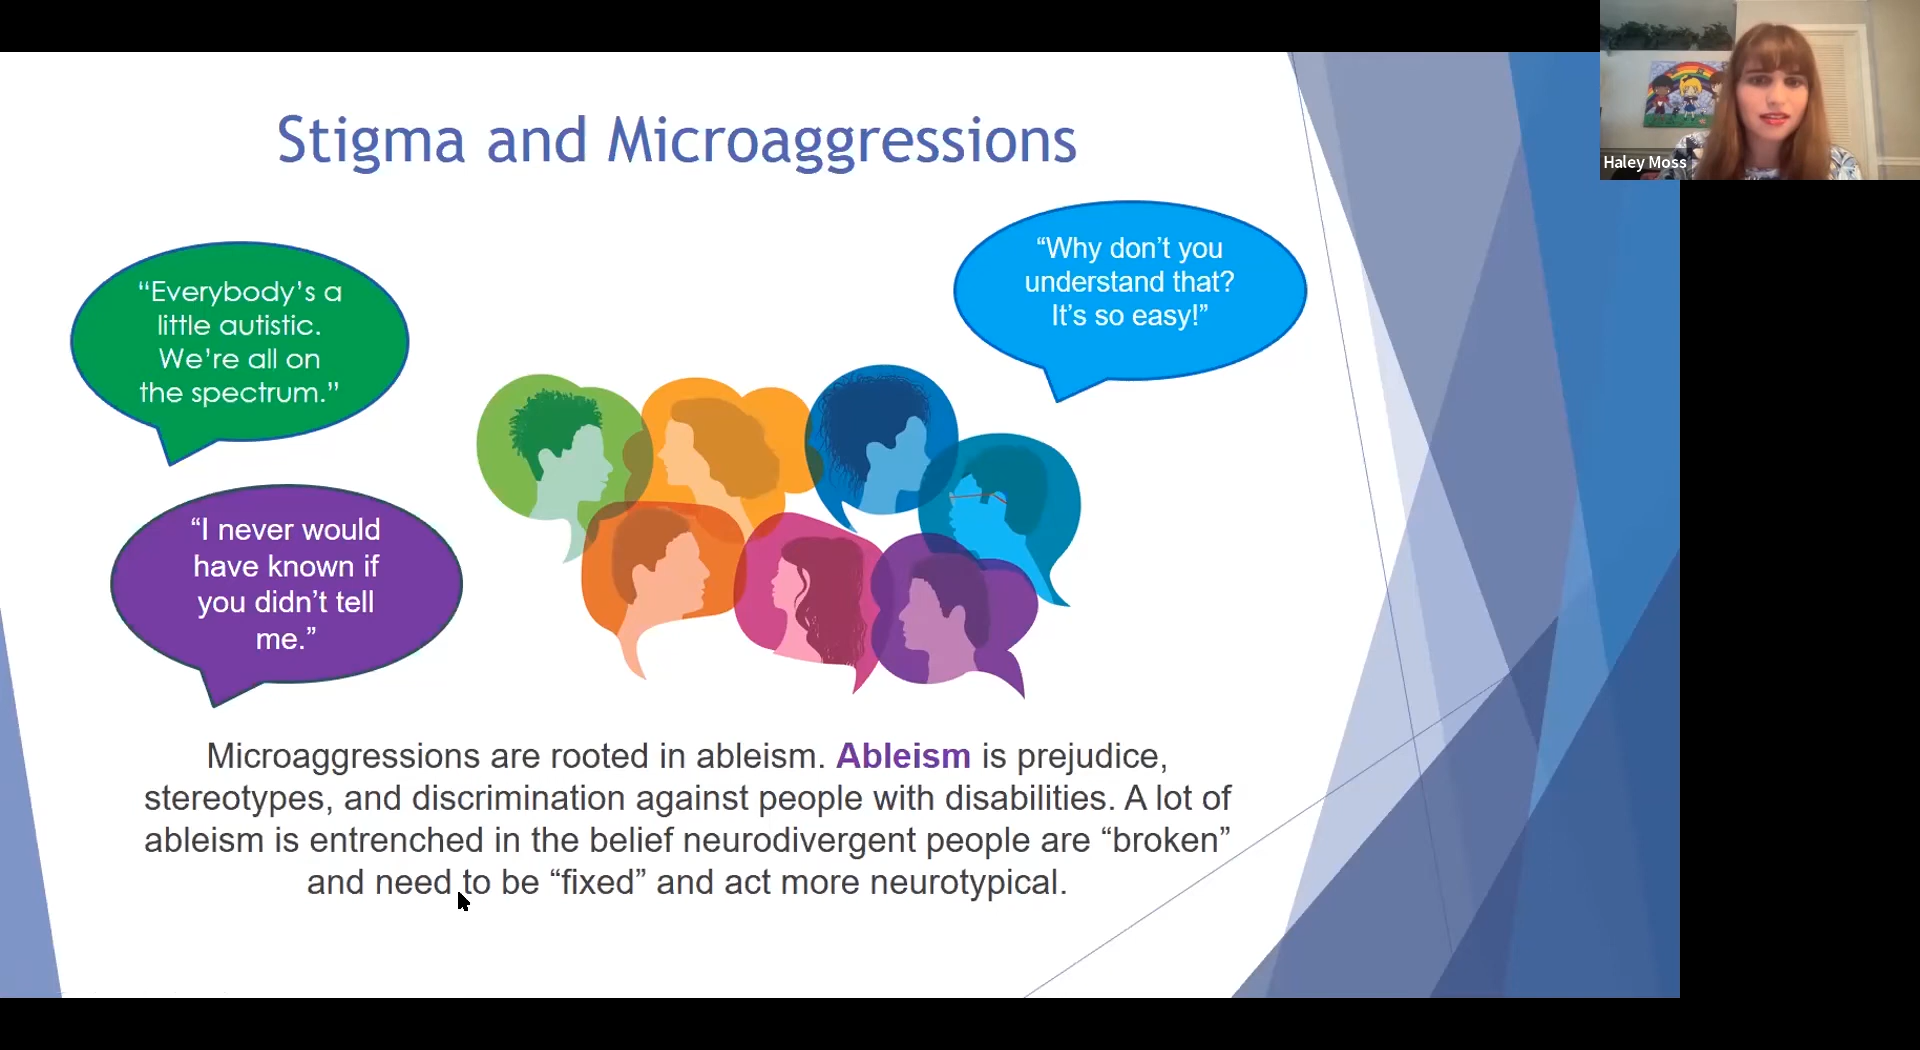 Stigma and Microaggressions
“Everybody’s a
little autistic.
We’re all on
the spectrum.”
“Why don’t you
understand that?
It’s so easy!”
“I never would
have known if
you didn’t tell
me.”
Microaggressions are rooted in ableism. Ableism is prejudice,
stereotypes, and discrimination against people with disabilities. A lot of
ableism is entrenched in the belief neurodivergent people are “broken”
and need to be “fixed” and act more neurotypical.
Haley Moss